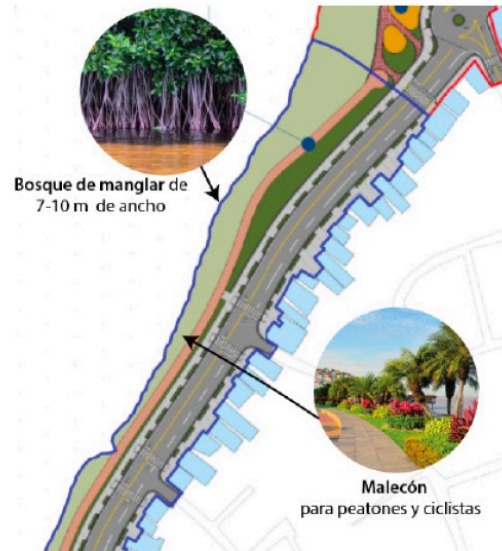 Bosque de manglar de
7-10 m de ancho
Malecón
para peatones y ciclistas